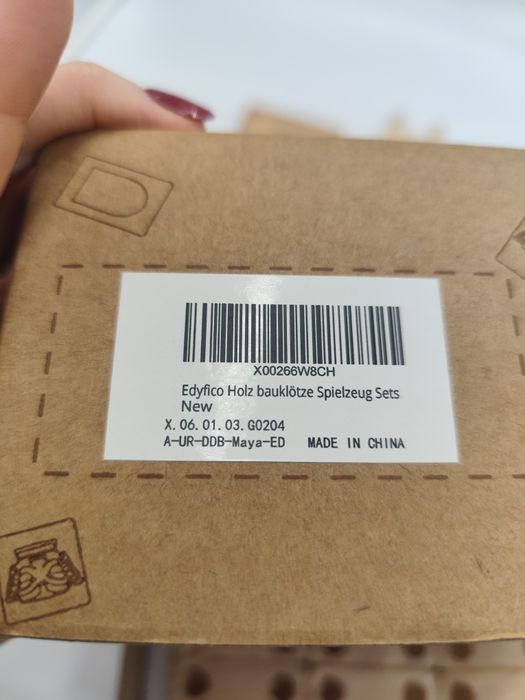 X00266W8CH
Edyfico Holz bauklötze Spielzeug Sets
New
X. 06. 01. 03. G0204
A-UR-DDB-Maya-ED MADE IN CHINA